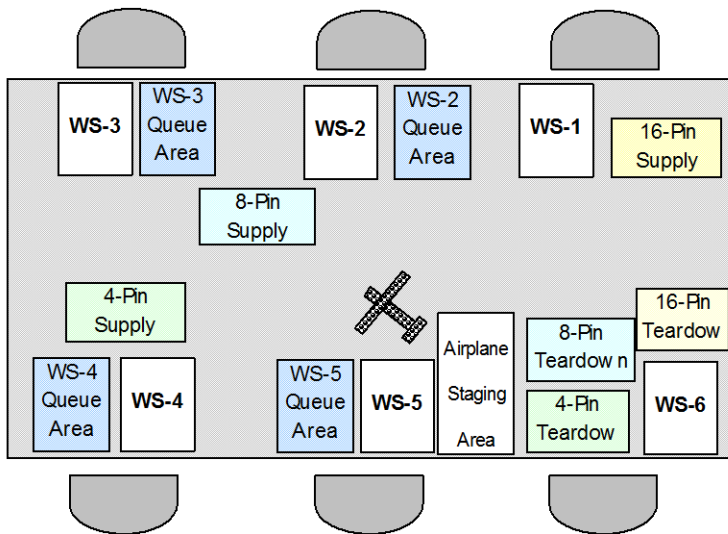 WS-3
WS-3
Queue
Area
WS-2
WS-2
Queue
Area
WS-1
16-Pin
Supply
8-Pin
Supply
4-Pin
Supply
WS-4
Queue
Area
WS-4
WS-5
Queue
Area
WS-5
Airplane
Staging
Area
8-Pin
Teardow n
4-Pin
Teardow
16-Pin
Teardow
WS-6